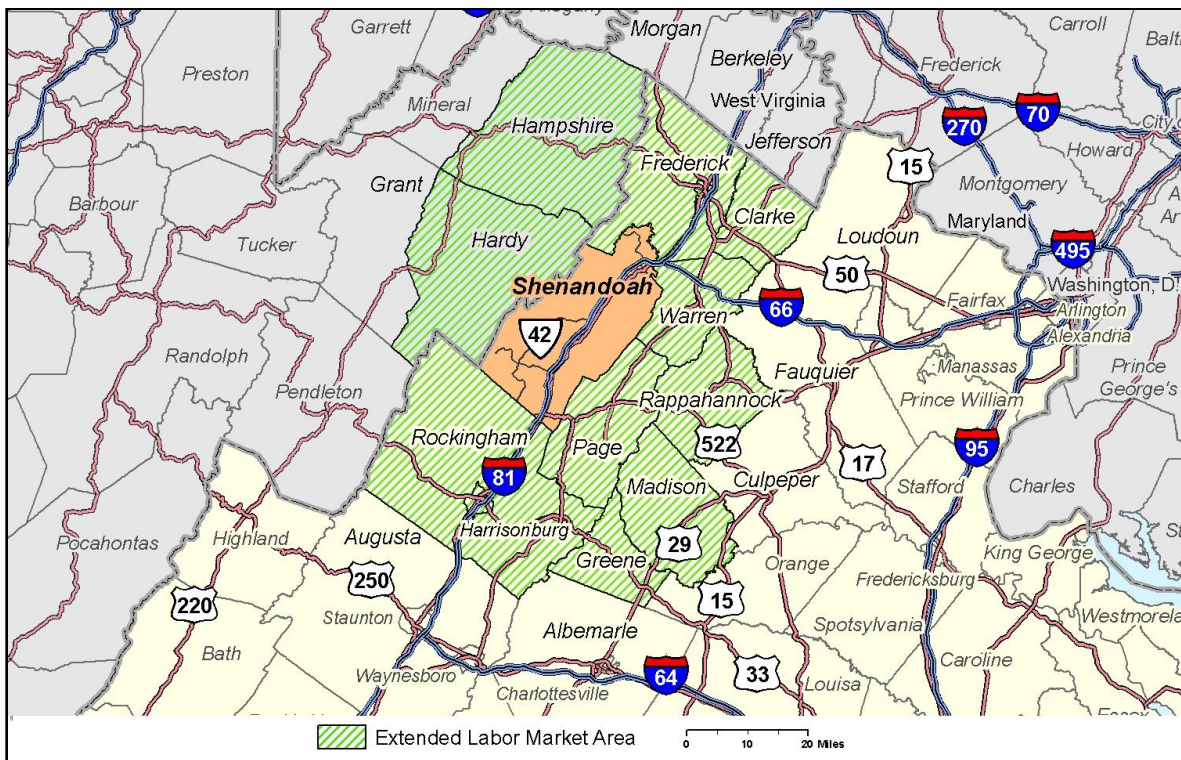 Garrett
Allegany
Morgan
Carroll
Preston
Berkeley
Frederick
Mineral
West Virginia
70
Hampshire
270
City
Jefferson
15
Howard
Frederick
Grant
Montgomery
Barbour
Clarke
Maryland
Tucker
Hardy
Loudoun
495
50
Washington, D.
Shenandoah
Fairfax
66
Arlington
Warren
42
Alexandria
Randolph
Fauquier
Manassas
Prince
George's
Pendleton
Rappahannock
Prince William
Rockingham
522
95
Page
17
81
Madison
Culpeper
Stafford
Charles
Harrisonburg
Pocahontas
Highland
Augusta
29
King George
Greene
Orange
250
Fredericksburg
220
15
Staunton
Westmorela
Albemarle
Spotsylvania
Bath
Caroline
Waynesboro
64
33
Charlottesville
Louisa
Essex
Extended Labor Market Area
0 10 20 Miles